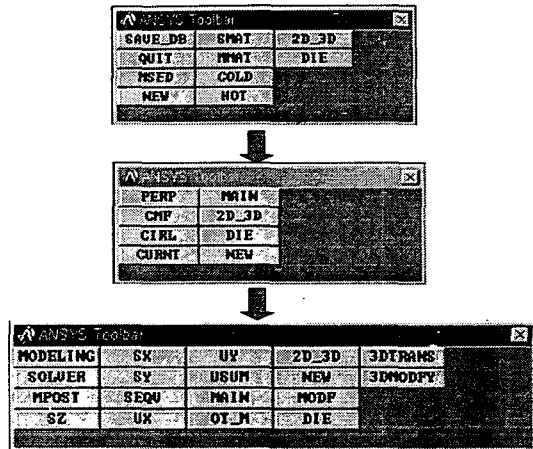 ANSYS Toolbar
SAVE_DB SMAT 2D_3D
QUIT MMAT DIE
MSED COLD
NEW HOT
ANSYS Toolbar
PERP MAIN
CMP 2D_3D
CIRL DIE
CURNT NEW
ANSYS Toolbar
MODELING SX UY 2D_3D 3DTRANS
SOLVER SY USUM NEW 3DMODFY
MPOST SEQV MAIN MODF
SZ UX OT_M DIE